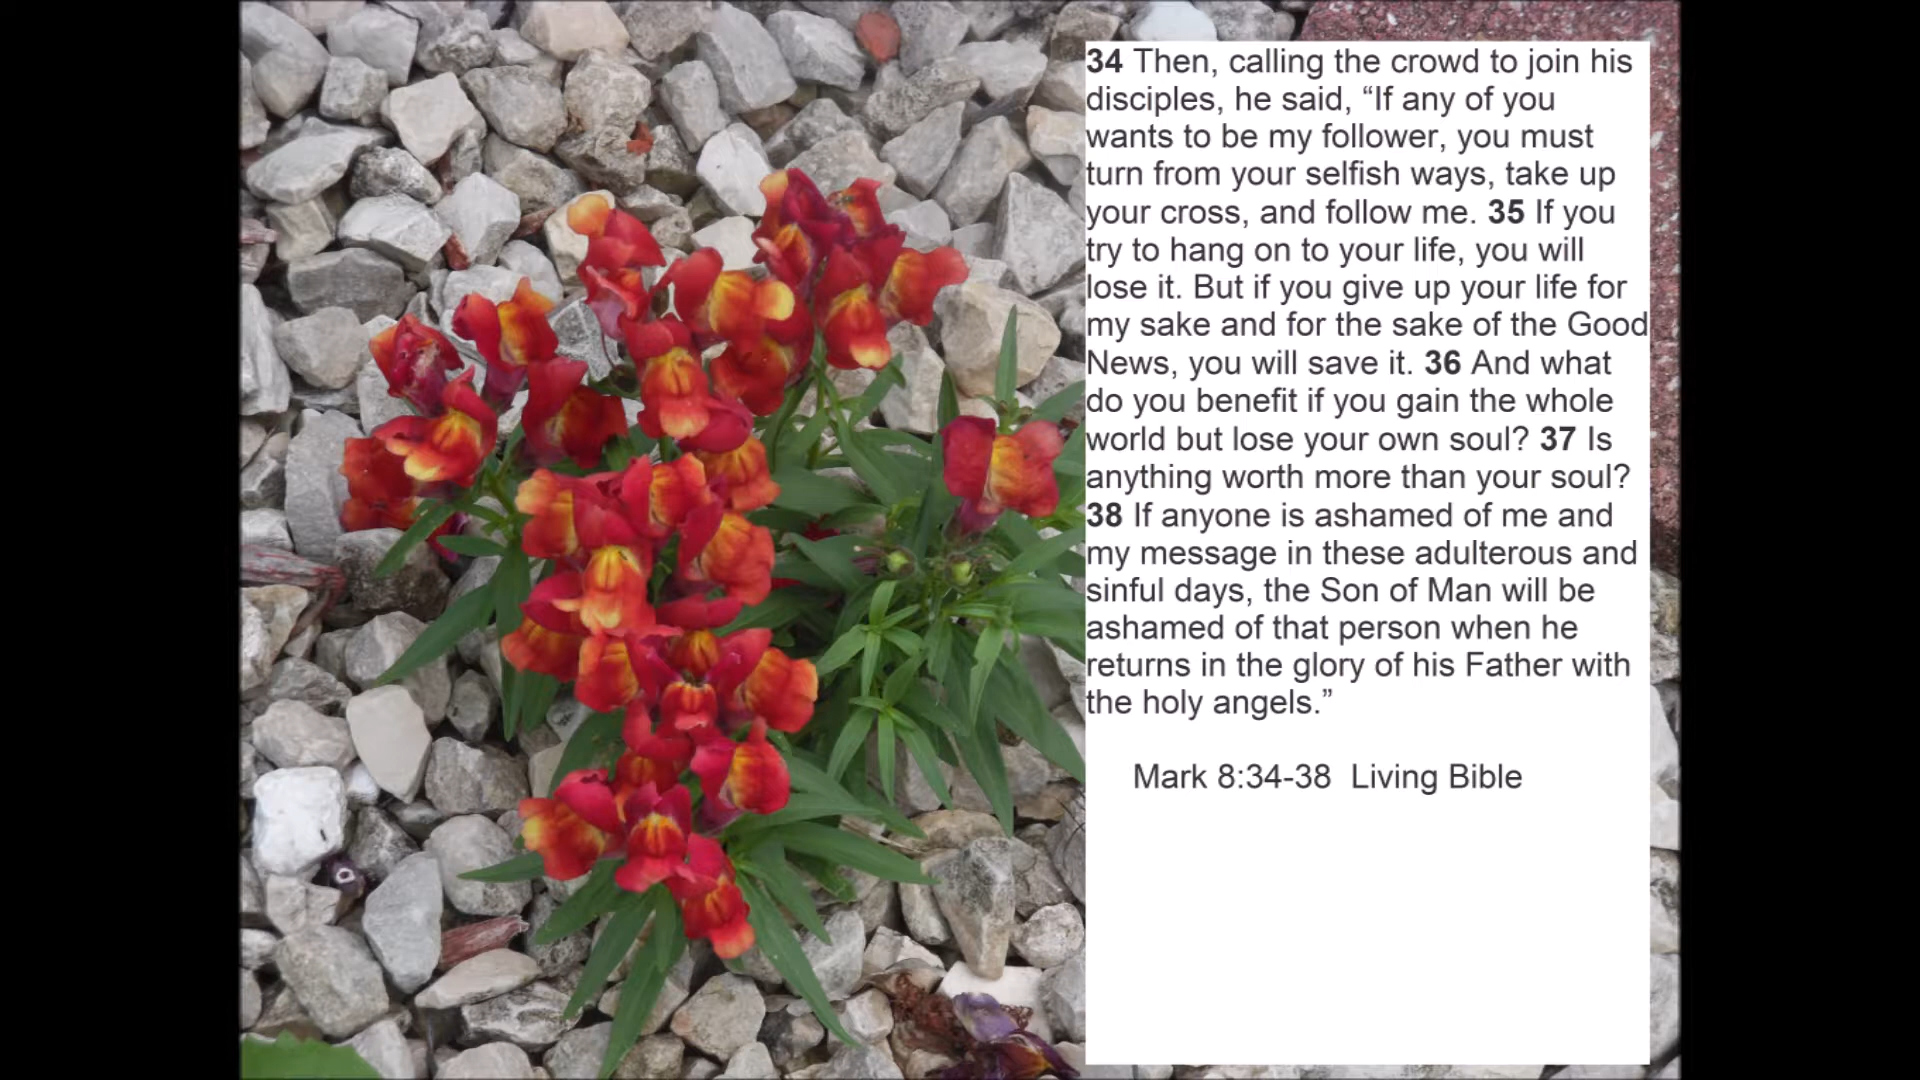 34 Then, calling the crowd to join his
disciples, he said, “If any of you
wants to be my follower, you must
turn from your selfish ways, take up
your cross, and follow me. 35 If you
try to hang on to your life, you will
lose it. But if you give up your life for
my sake and for the sake of the Good
News, you will save it. 36 And what
do you benefit if you gain the whole
world but lose your own soul? 37 Is
anything worth more than your soul?
38 If anyone is ashamed of me and
my message in these adulterous and
sinful days, the Son of Man will be
ashamed of that person when he
returns in the glory of his Father with
the holy angels.”
Mark 8:34-38 Living Bible